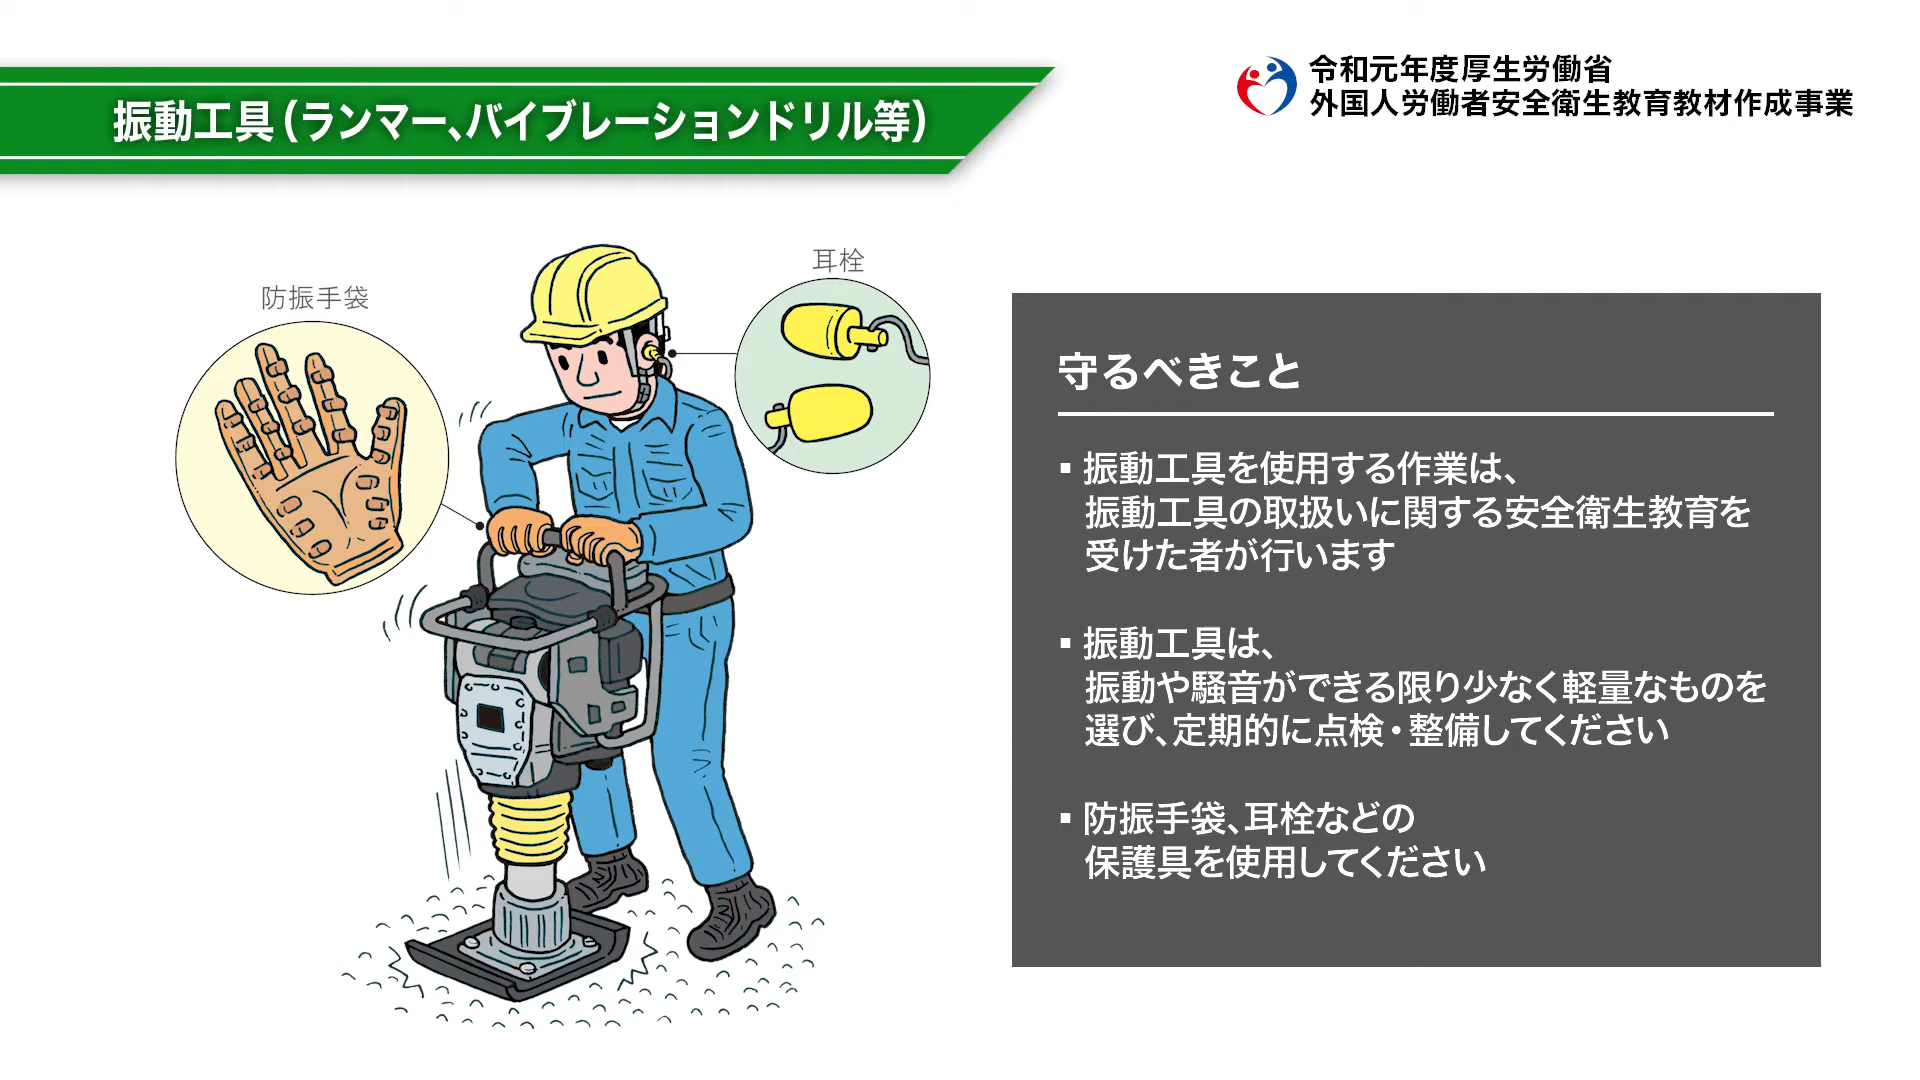 振動工具(ランマー、バイブレーションドリル等)
令和元年度厚生労働省
外国人労働者安全衛生教育教材作成事業
防振手袋
耳栓
守るべきこと
▪ 振動工具を使用する作業は、
振動工具の取扱いに関する安全衛生教育を
受けた者が行います
▪ 振動工具は、
振動や騒音ができる限り少なく軽量なものを
選び、定期的に点検・整備してください
▪ 防振手袋、耳栓などの
保護具を使用してください